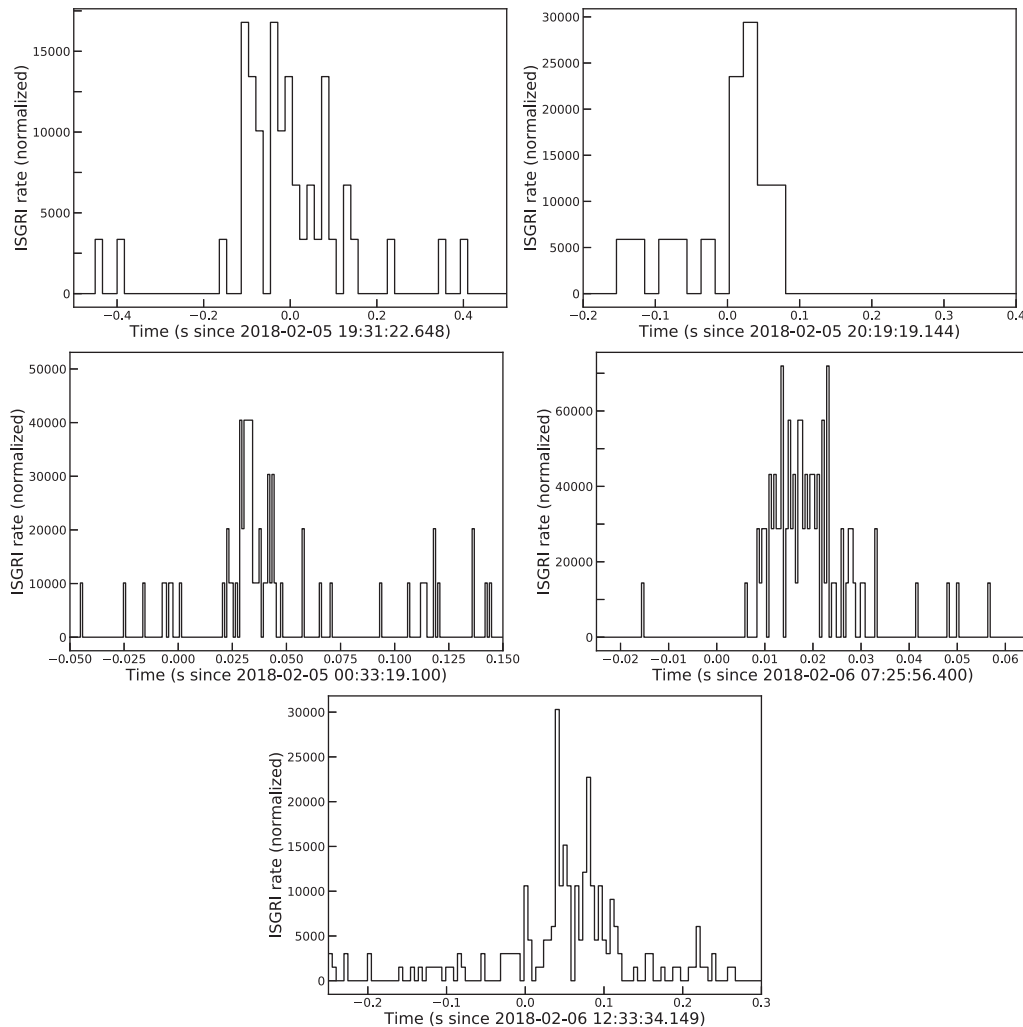 15000
10000
5000
0
ISGRI rate (normalized)
−0.4 −0.2 0.0 0.2 0.4
Time (s since 2018-02-05 19:31:22.648)
30000
25000
20000
15000
10000
5000
0
ISGRI rate (normalized)
−0.2 −0.1 0.0 0.1 0.2 0.3 0.4
Time (s since 2018-02-05 20:19:19.144)
50000
40000
30000
20000
10000
0
ISGRI rate (normalized)
−0.050 −0.025 0.000 0.025 0.050 0.075 0.100 0.125 0.150
Time (s since 2018-02-05 00:33:19.100)
60000
40000
20000
0
ISGRI rate (normalized)
−0.02 −0.01 0.00 0.01 0.02 0.03 0.04 0.05 0.06
Time (s since 2018-02-06 07:25:56.400)
30000
25000
20000
15000
10000
5000
0
ISGRI rate (normalized)
−0.2 −0.1 0.0 0.1 0.2 0.3
Time (s since 2018-02-06 12:33:34.149)